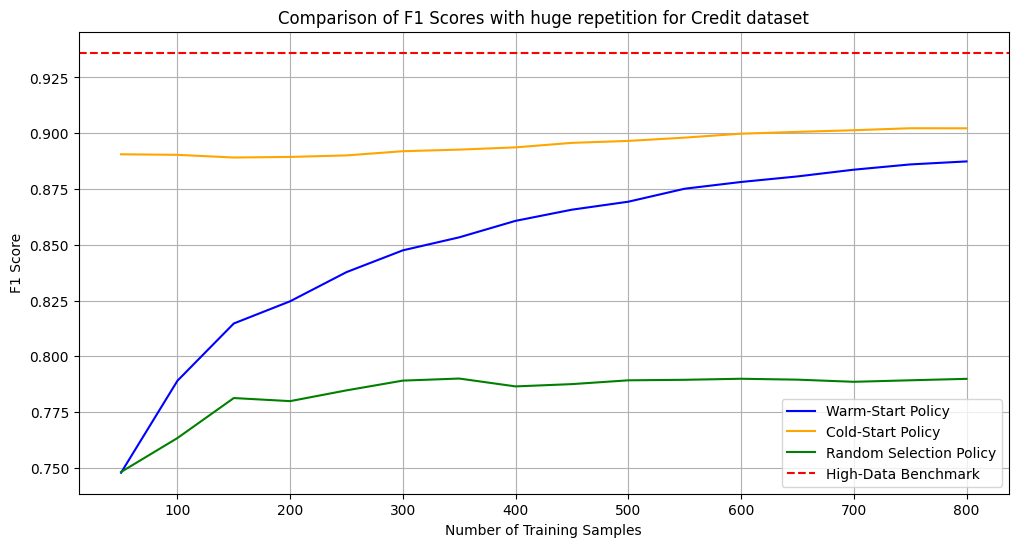 Comparison of F1 Scores with huge repetition for Credit dataset
F1 Score
0.925
0.900
0.875
0.850
0.825
0.800
0.775
0.750
100 200 300 400 500 600 700 800
Number of Training Samples
Warm-Start Policy
Cold-Start Policy
Random Selection Policy
High-Data Benchmark